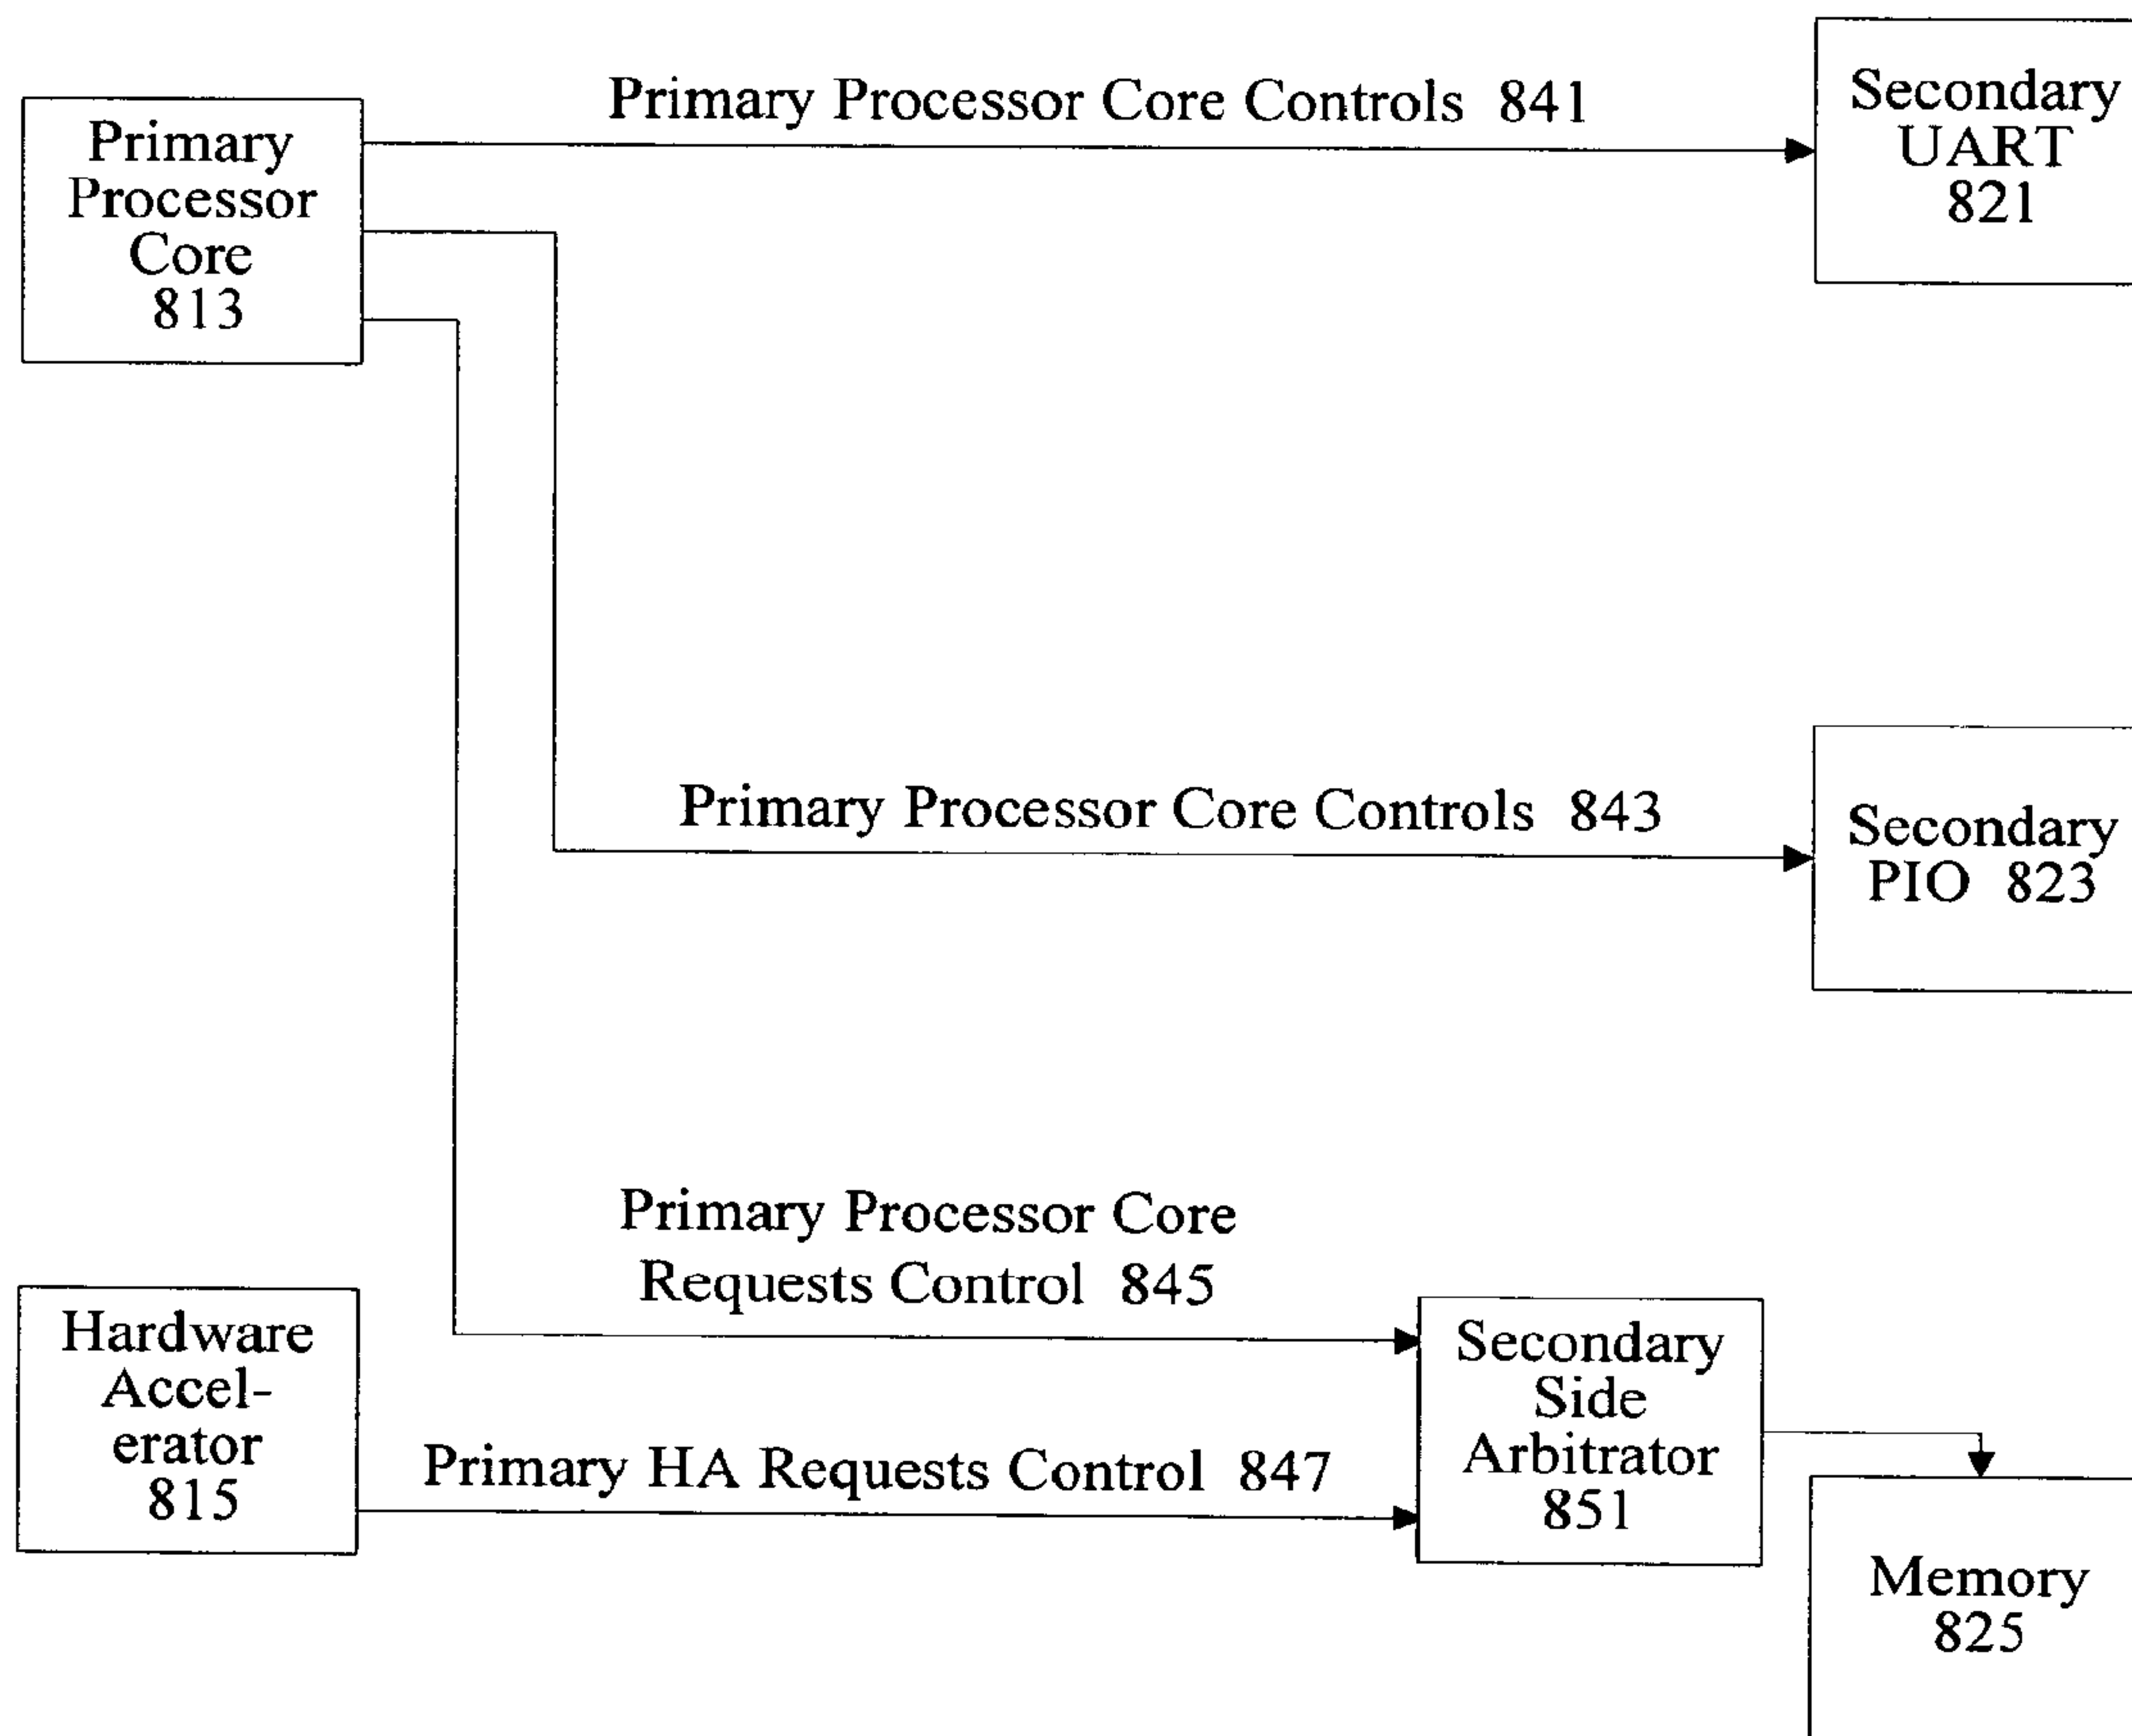 Primary Processor Core Controls 841
Secondary
UART
821
Primary
Processor
Core
813
Primary Processor Core Controls 843
Secondary
PIO 823
Primary Processor Core
Requests Control 845
Hardware
Accel-
erator
815
Primary HA Requests Control 847
Secondary
Side
Arbitrator
851
Memory
825